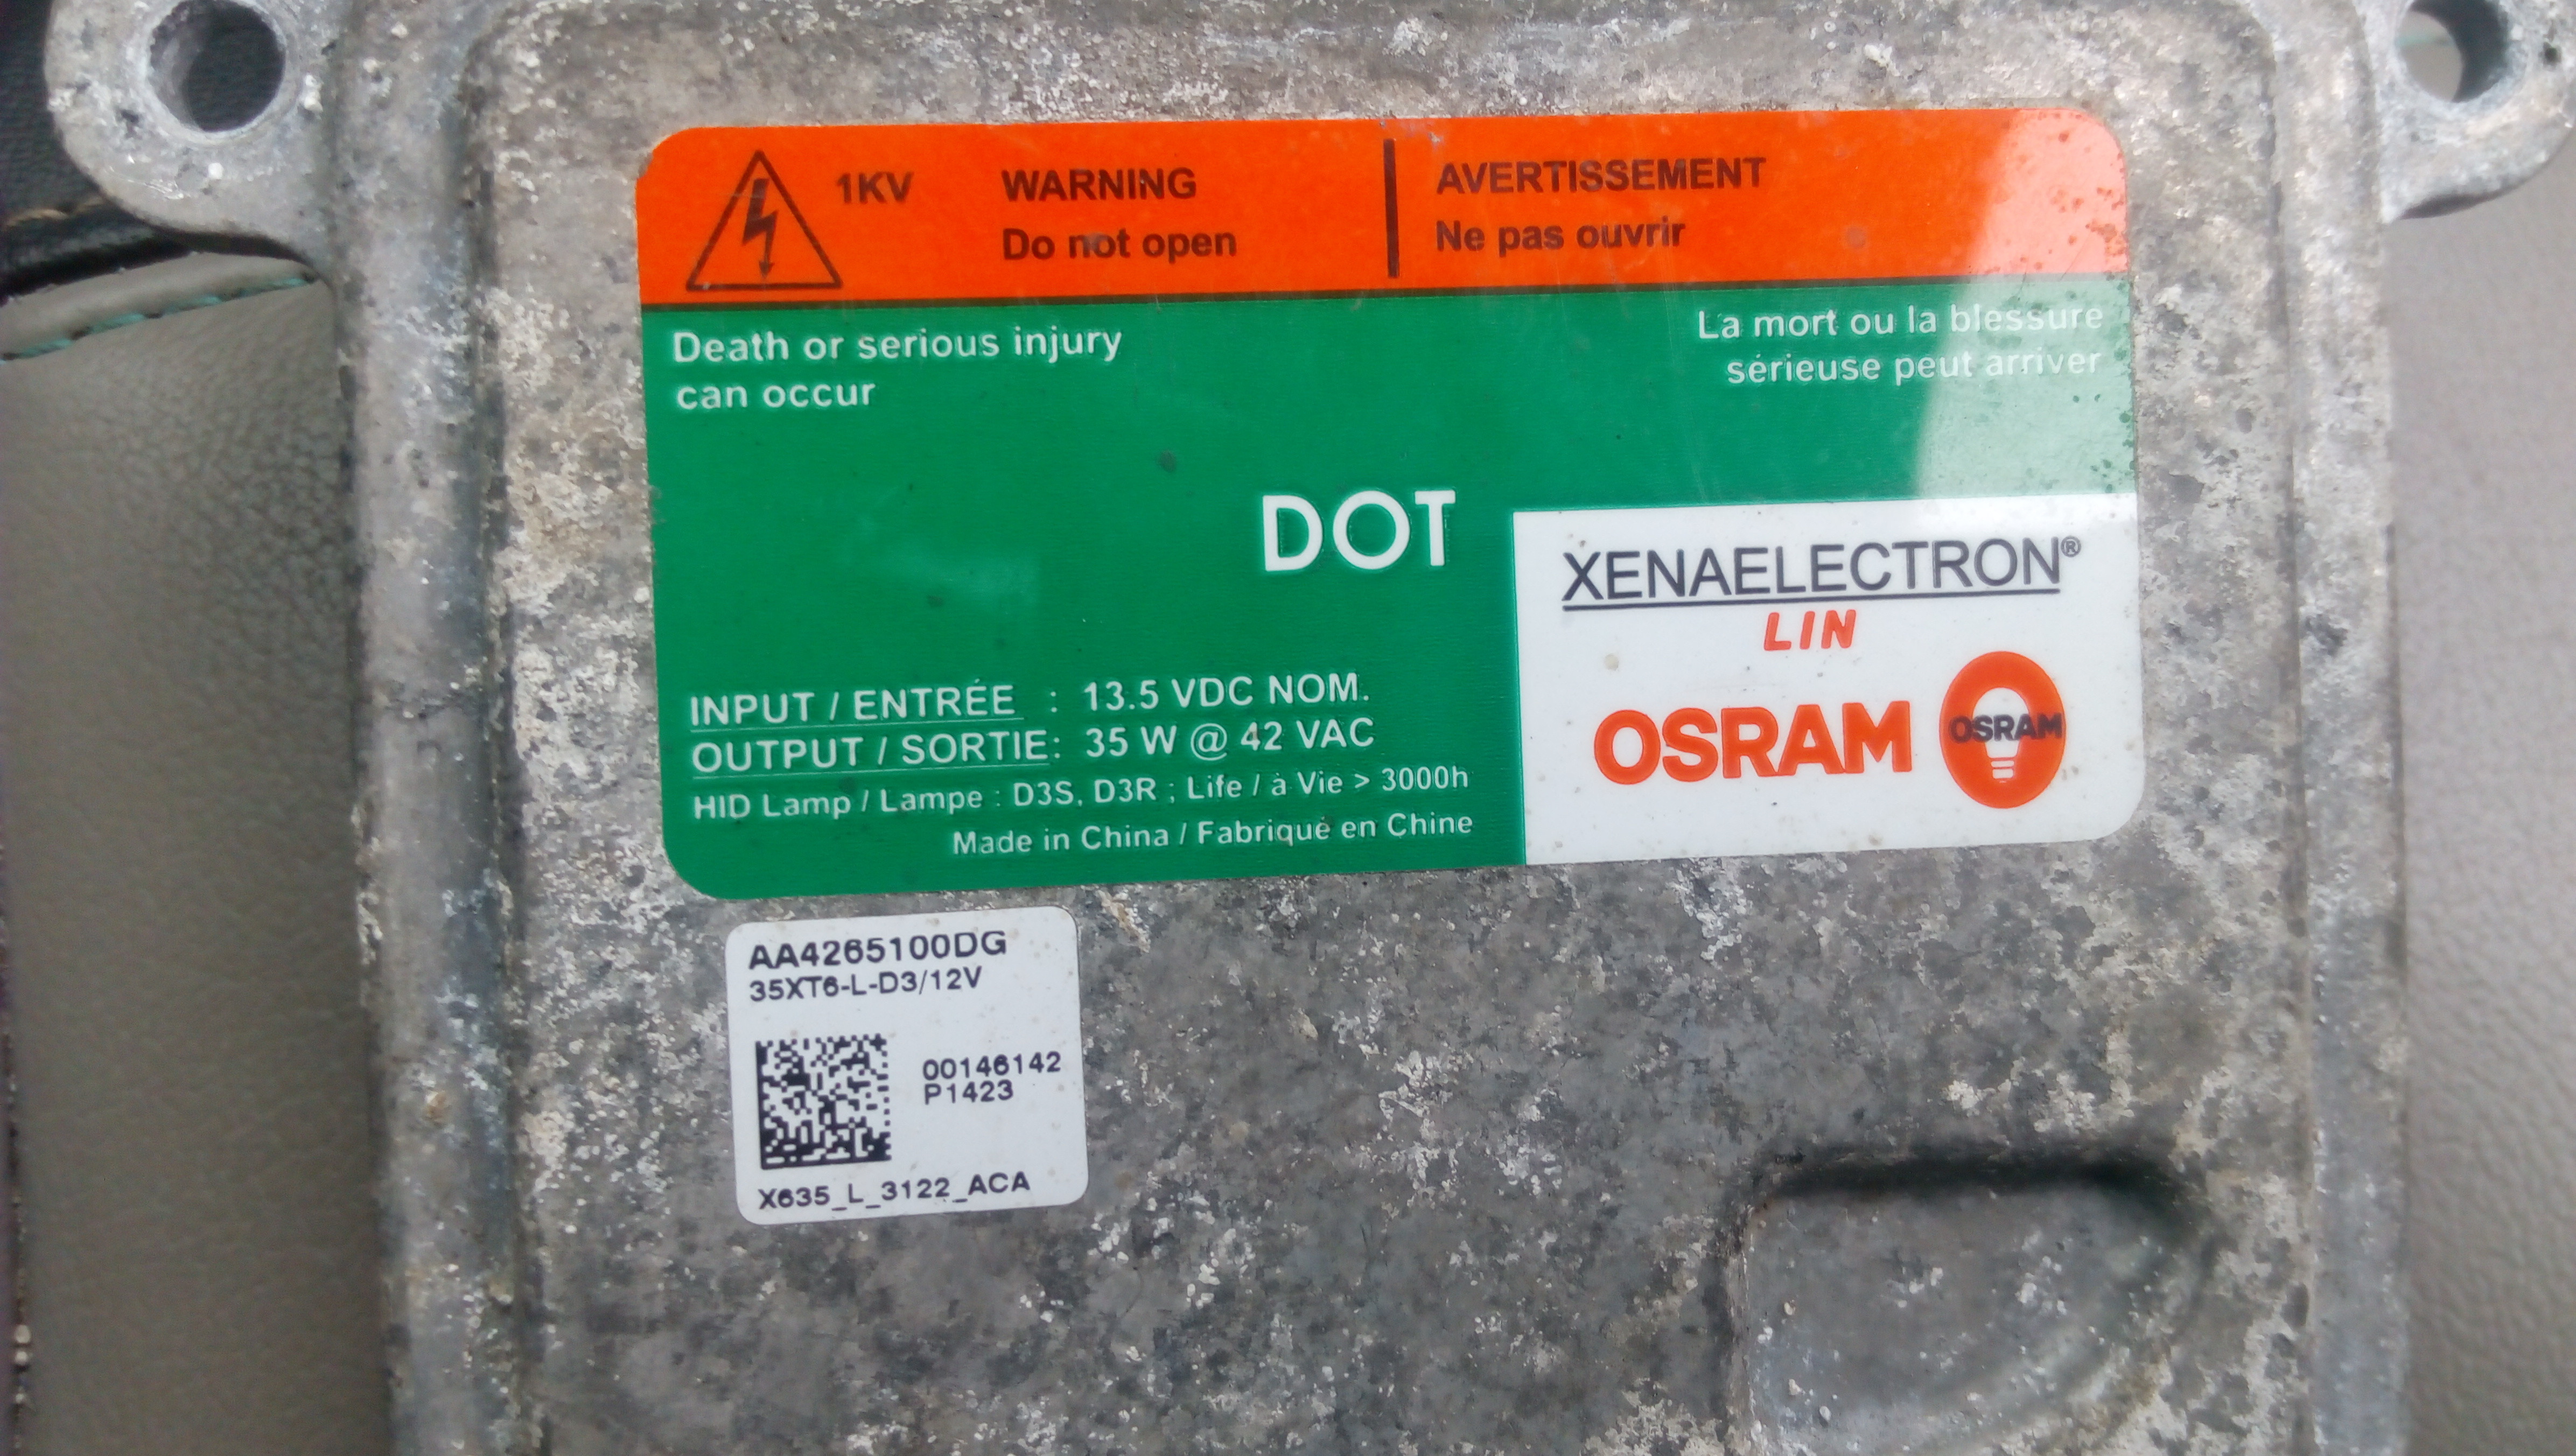 1KV
WARNING
Do not open
AVERTISSEMENT
Ne pas ouvrir
Death or serious injury
can occur
La mort ou la blessure
sérieuse peut arriver
DOT
XENAELECTRON®
LIN
OSRAM
OSRAM
INPUT / ENTRÉE : 13.5 VDC NOM.
OUTPUT / SORTIE: 35 W @ 42 VAC
HID Lamp / Lampe : D3S, D3R ; Life / à Vie > 3000h
Made in China / Fabriqué en Chine
AA4265100DG
35XT6-L-D3/12V
00146142
P1423
X635_L_3122_ACA